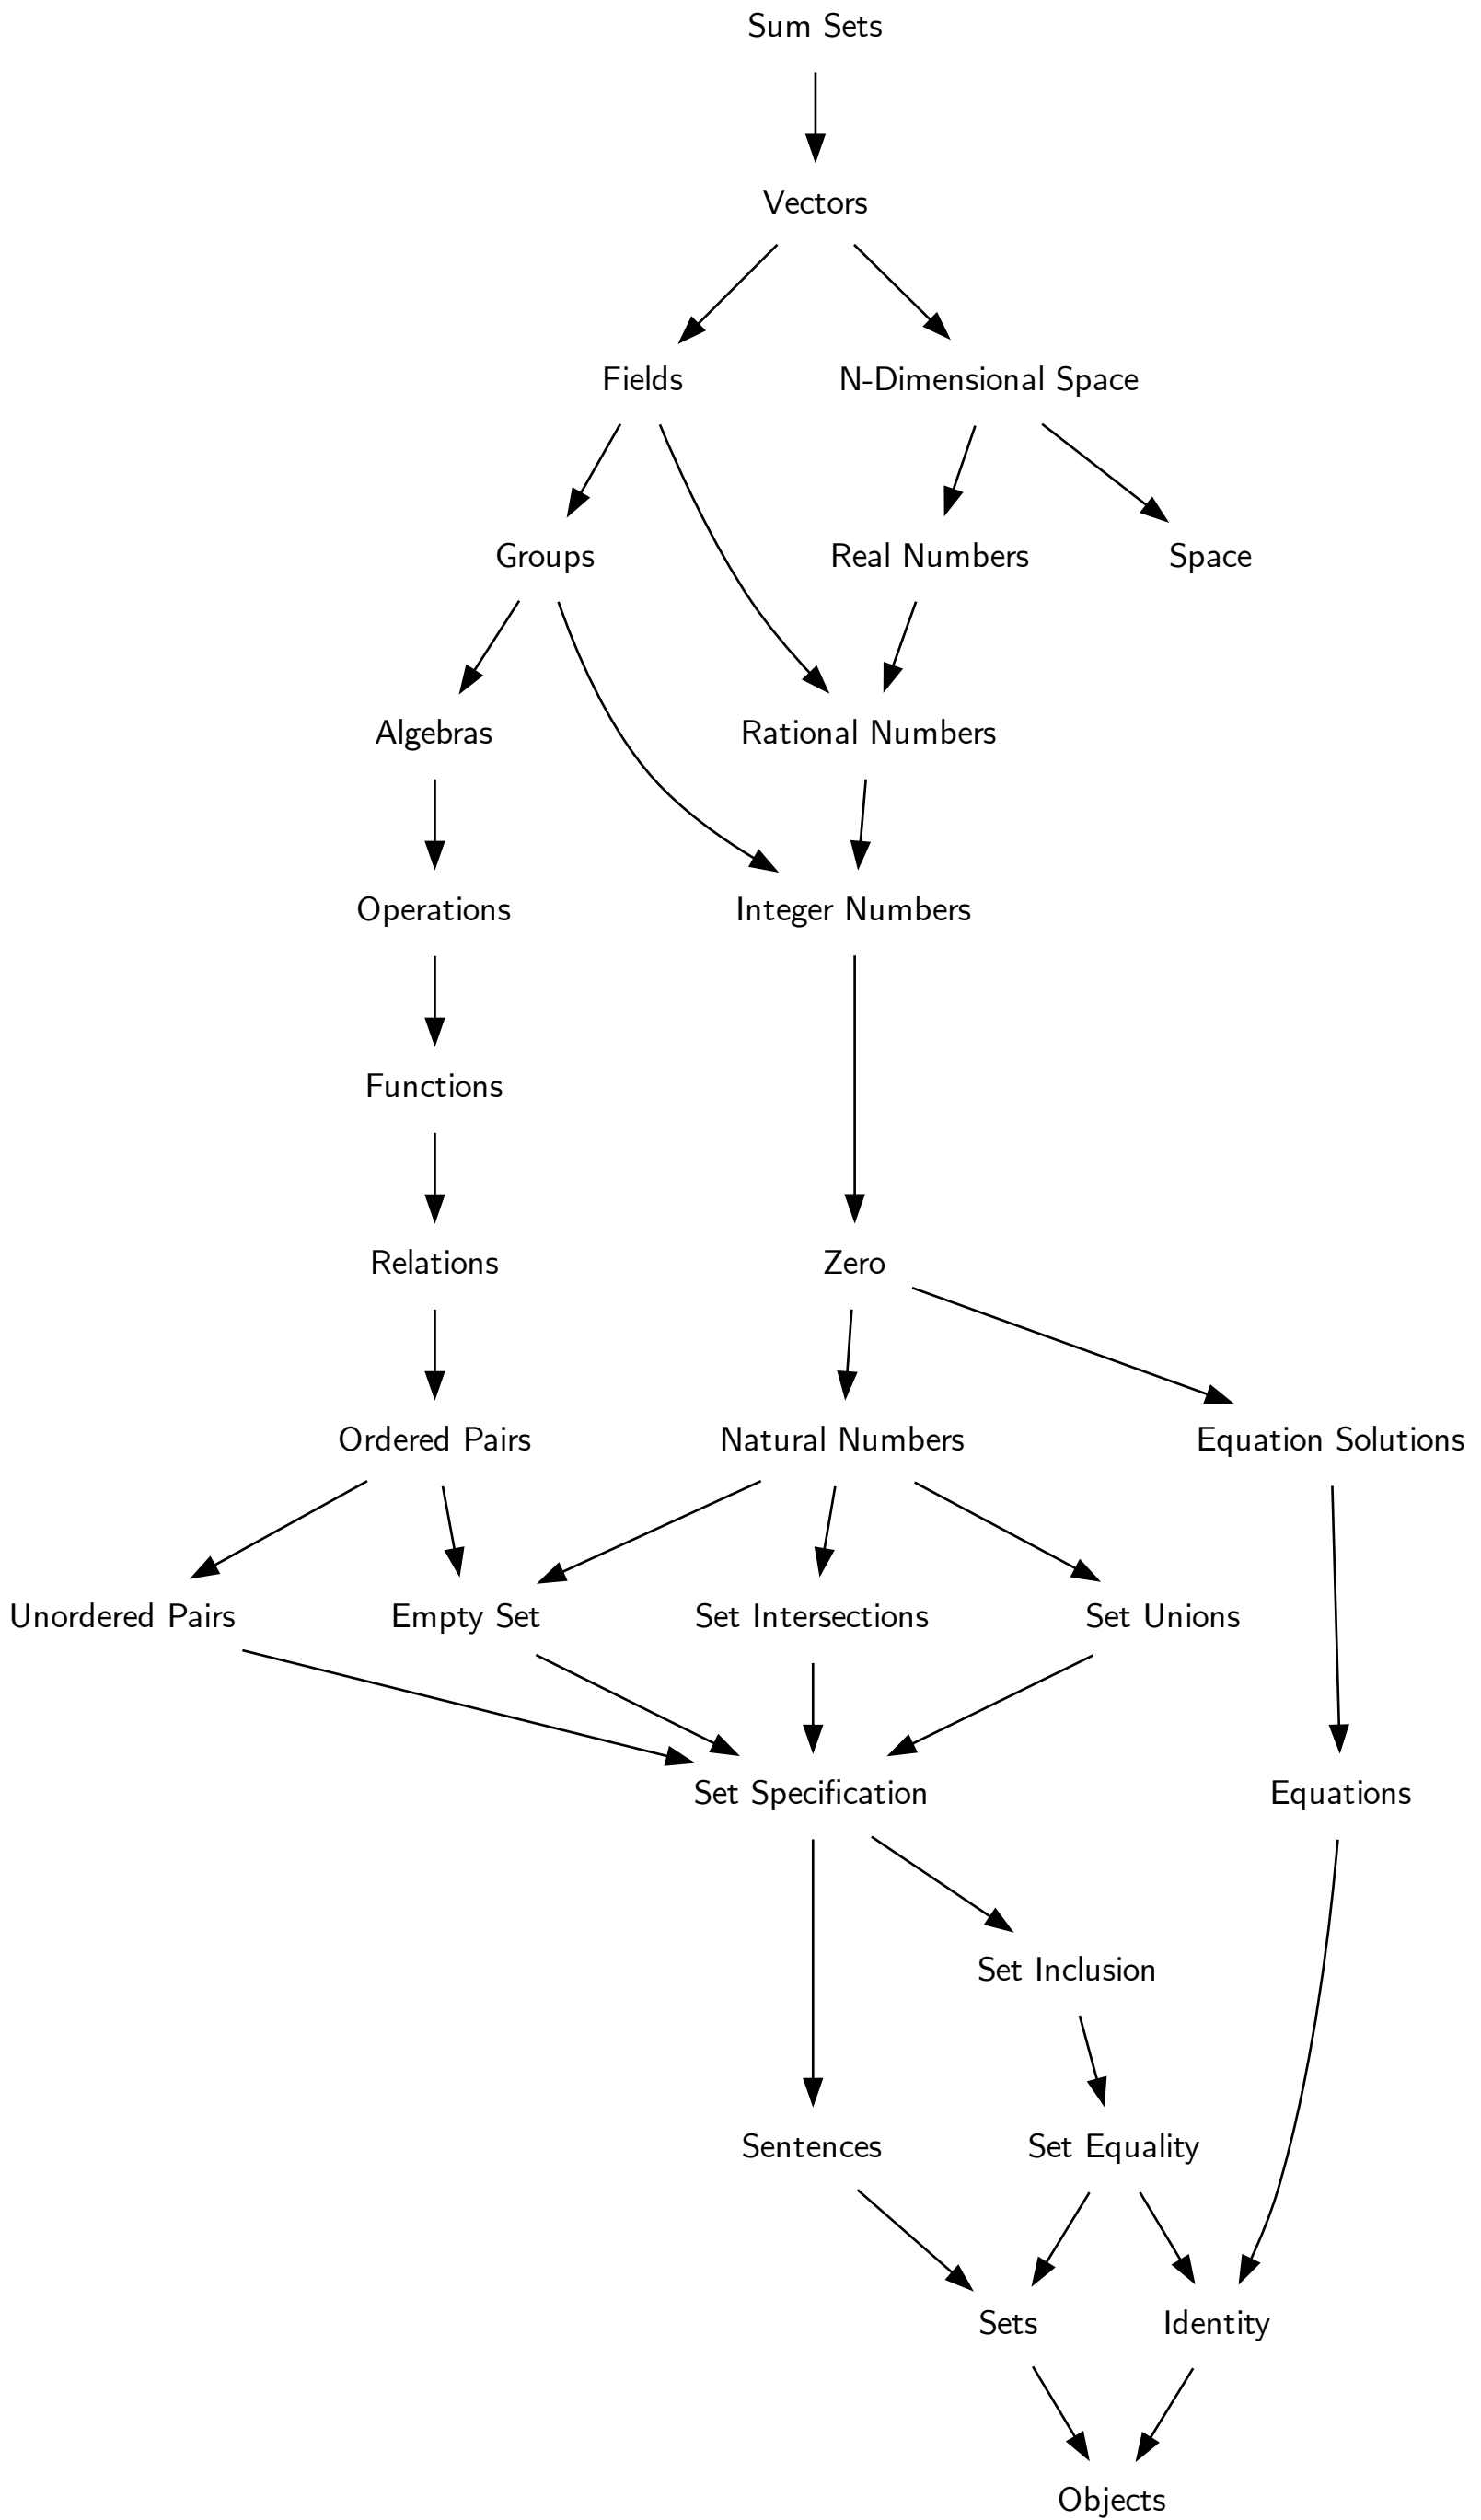 Sum Sets
Vectors
Fields
N-Dimensional Space
Groups
Real Numbers
Space
Algebras
Rational Numbers
Operations
Integer Numbers
Functions
Relations
Zero
Ordered Pairs
Natural Numbers
Equation Solutions
Unordered Pairs
Empty Set
Set Intersections
Set Unions
Set Specification
Equations
Set Inclusion
Sentences
Set Equality
Sets
Identity
Objects